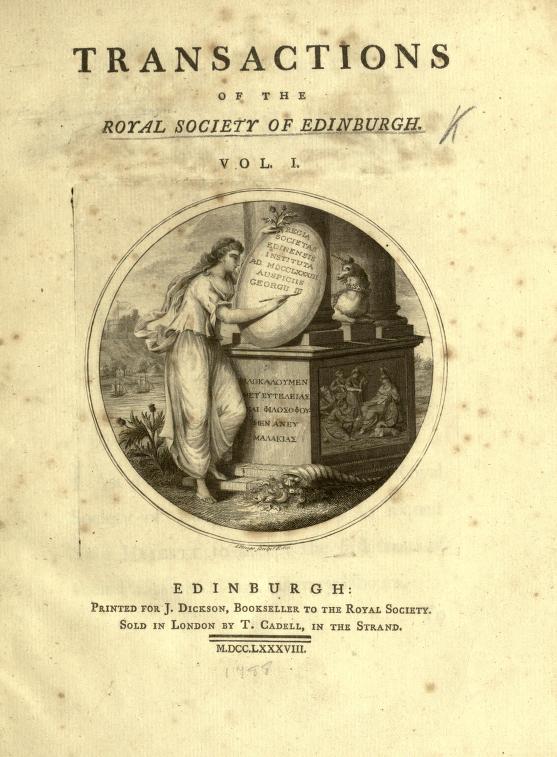 TRANSACTIONS
OF THE
ROYAL SOCIETY OF EDINBURGH.
K
VOL. I.
REGIA
SOCIETAS
EDINENSIS
INSTITUTA
AD MDCCLXXXIII
AUSPICIIS
GEORGII III
ΙΛΟΚΑΛΟΥΜΕΝ
ΜΕΤ ΕΥΤΕΛΕΙΑΣ
ΚΑΙ ΦΙΛΟΣΟΦΟΥ
ΜΕΝ ΑΝΕΥ
ΜΑΛΑΚΙΑΣ
EDINBURGH:
PRINTED FOR J. DICKSON, BOOKSELLER TO THE ROYAL SOCIETY.
SOLD IN LONDON BY T. CADELL, IN THE STRAND.
M.DCC.LXXXVIII.
1788